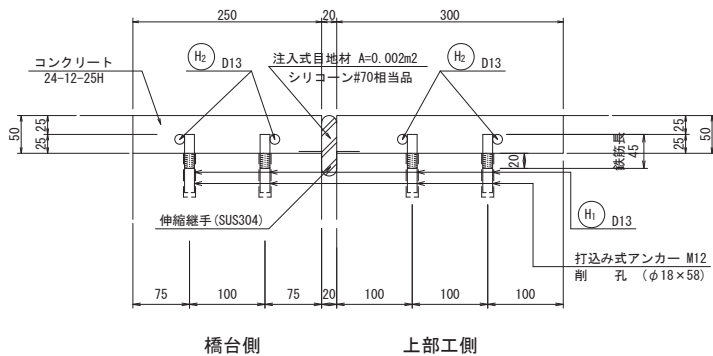 250 20 300
コンクリート
24-12-25H
H₂ D13
注入式目地材 A=0.002m2
シリコーン#70相当品
H₂ D13
50 25 25
25 25 50
鉄筋長
45
20
伸縮継手(SUS304)
H₁ D13
打込み式アンカー M12
削 孔 (φ18×58)
75 100 75 20 100 100 100
橋台側 上部工側